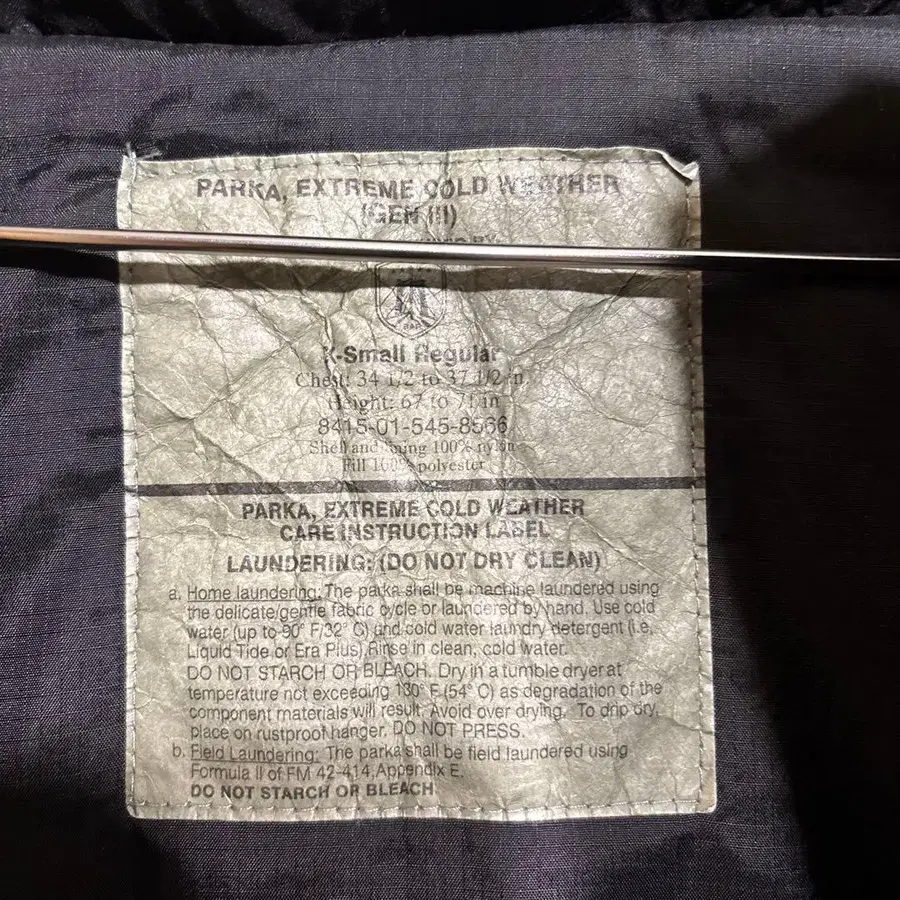 PARKA, EXTREME COLD WEATHER
(GEN III)
X-Small Regular
Chest: 34 1/2 to 37 1/2 in
Height: 67 to 71 in
8415-01-545-8566
Shell and lining 100% nylon
Fill 100% polyester
PARKA, EXTREME COLD WEATHER
CARE INSTRUCTION LABEL
LAUNDERING: (DO NOT DRY CLEAN)
a. Home laundering: The parka shall be machine laundered using
the delicate/gentle fabric cycle or laundered by hand. Use cold
water (up to 90° F/32° C) and cold water laundry detergent (i.e.
Liquid Tide or Era Plus). Rinse in clean, cold water.
DO NOT STARCH OR BLEACH. Dry in a tumble dryer at
temperature not exceeding 130° F (54° C) as degradation of the
component materials will result. Avoid over drying. To drip dry,
place on rustproof hanger. DO NOT PRESS.
b. Field Laundering: The parka shall be field laundered using
Formula II of FM 42-414, Appendix E.
DO NOT STARCH OR BLEACH